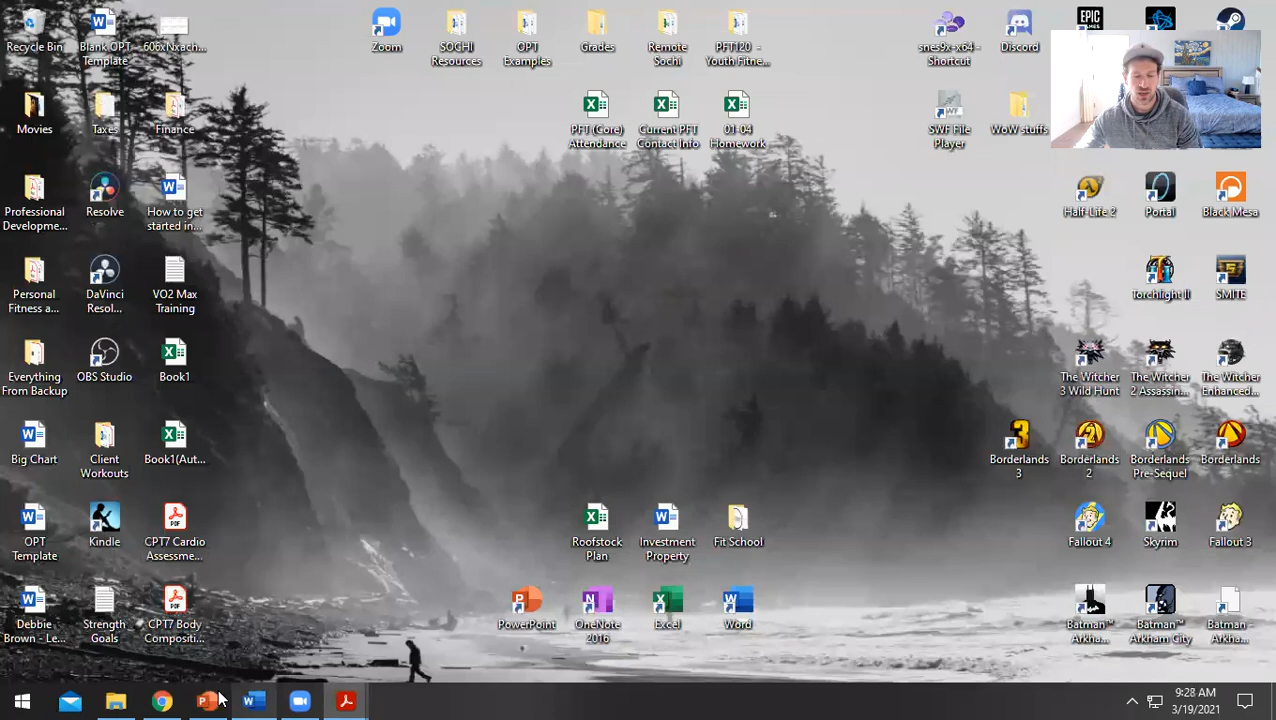 Recycle Bin
Blank OPT
Template
606xNxach...
Zoom
SOCHI
Resources
OPT
Examples
Grades
Remote
Sochi
PFT120 -
Youth Fitne...
snes9x-x64 -
Shortcut
Discord
EPIC
GAMES
Movies
Taxes
Finance
PFT (Core)
Attendance
Current PFT
Contact Info
01-04
Homework
SWF File
Player
WoW stuffs
Professional
Developme...
Resolve
How to get
started in...
Half-Life 2
Portal
Black Mesa
Personal
Fitness a...
DaVinci
Resol...
VO2 Max
Training
Torchlight II
SMITE
Everything
From Backup
OBS Studio
Book1
The Witcher
3 Wild Hunt
The Witcher
2 Assassin...
The Witcher
Enhanced...
Big Chart
Client
Workouts
Book1(Aut...
Borderlands
3
Borderlands
2
Borderlands
Pre-Sequel
Borderlands
OPT
Template
Kindle
CPT7 Cardio
Assessme...
Roofstock
Plan
Investment
Property
Fit School
Fallout 4
Skyrim
Fallout 3
Debbie
Brown - Le...
Strength
Goals
CPT7 Body
Compositi...
PowerPoint
OneNote
2016
Excel
Word
Batman™
Arkha...
Batman™
Arkham City
Batman -
Arkha...
9:28 AM
3/19/2021